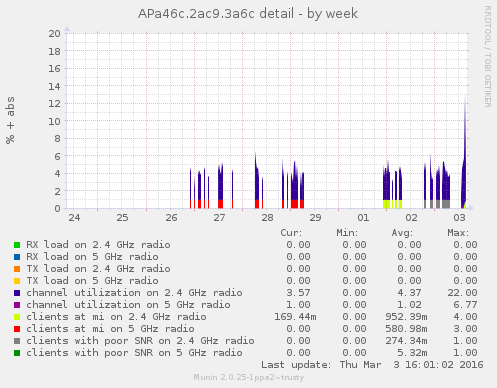 APa46c.2ac9.3a6c detail - by week
RRDTOOL / TOBI OETIKER
% + abs
20
18
16
14
12
10
8
6
4
2
0
24 25 26 27 28 29 01 02 03
Cur: Min: Avg: Max:
RX load on 2.4 GHz radio 0.00 0.00 0.00 0.00
RX load on 5 GHz radio 0.00 0.00 0.00 0.00
TX load on 2.4 GHz radio 0.00 0.00 0.00 0.00
TX load on 5 GHz radio 0.00 0.00 0.00 0.00
channel utilization on 2.4 GHz radio 3.57 0.00 4.37 22.00
channel utilization on 5 GHz radio 1.00 0.00 1.02 6.77
clients at mi on 2.4 GHz radio 169.44m 0.00 952.39m 4.00
clients at mi on 5 GHz radio 0.00 0.00 580.98m 3.00
clients with poor SNR on 2.4 GHz radio 0.00 0.00 274.34m 1.00
clients with poor SNR on 5 GHz radio 0.00 0.00 5.32m 1.00
Last update: Thu Mar 3 16:01:02 2016
Munin 2.0.25-1ppa2~trusty